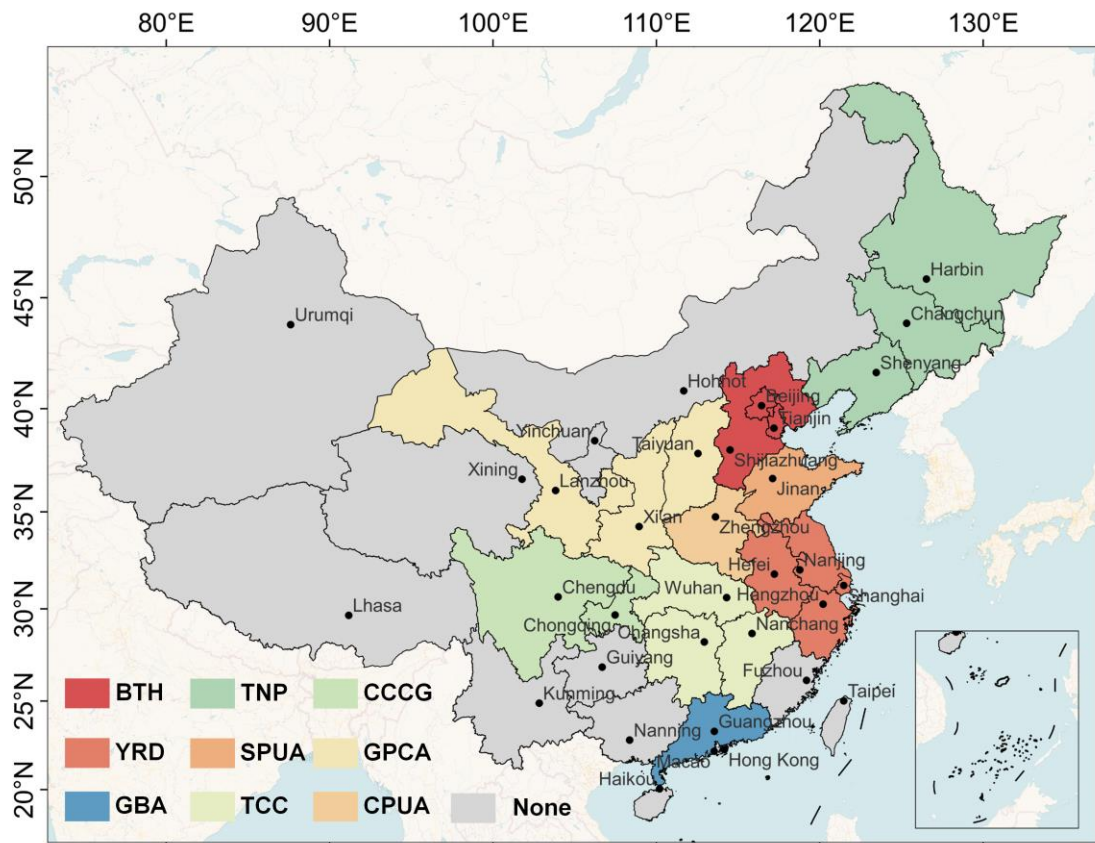 80°E 90°E 100°E 110°E 120°E 130°E
50°N
45°N
40°N
35°N
30°N
25°N
20°N
Harbin
Urumqi
Changchun
Shenyang
Hohhot
Beijing
Tianjin
Yinchuan
Taiyuan
Shijiazhuang
Xining
Lanzhou
Jinan
Xi'an
Zhengzhou
Hefei
Nanjing
Chengdu
Wuhan
Hangzhou
Shanghai
Lhasa
Chongqing
Changsha
Nanchang
Guiyang
Fuzhou
Kunming
Taipei
Nanning
Guangzhou
Macao
Hong Kong
Haikou
BTH TNP CCCG
YRD SPUA GPCA
GBA TCC CPUA None